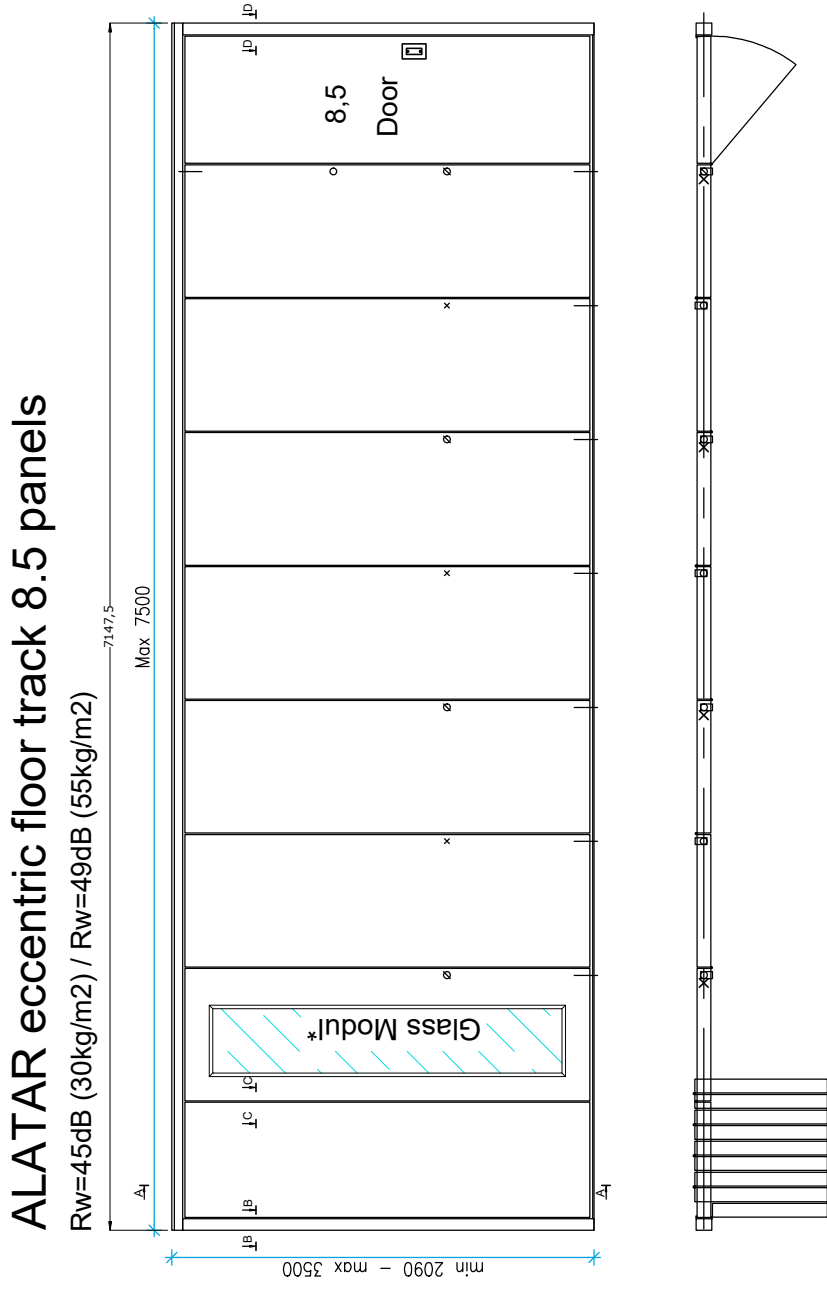 ALATAR eccentric floor track 8.5 panels
Rw=45dB (30kg/m2) / Rw=49dB (55kg/m2)
7147,5
Max 7500
min 2090 - max 3500
B
B
A
A
C
C
Glass Modul*
D
D
8,5
Door